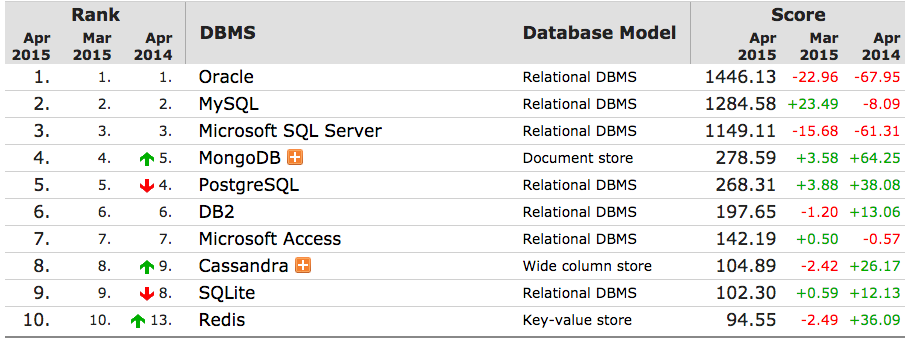 Rank DBMS Database Model Score
Apr 2015 Mar 2015 Apr 2014 Apr 2015 Mar 2015 Apr 2014
1. 1. 1. Oracle Relational DBMS 1446.13 -22.96 -67.95
2. 2. 2. MySQL Relational DBMS 1284.58 +23.49 -8.09
3. 3. 3. Microsoft SQL Server Relational DBMS 1149.11 -15.68 -61.31
4. 4. 5. MongoDB Document store 278.59 +3.58 +64.25
5. 5. 4. PostgreSQL Relational DBMS 268.31 +3.88 +38.08
6. 6. 6. DB2 Relational DBMS 197.65 -1.20 +13.06
7. 7. 7. Microsoft Access Relational DBMS 142.19 +0.50 -0.57
8. 8. 9. Cassandra Wide column store 104.89 -2.42 +26.17
9. 9. 8. SQLite Relational DBMS 102.30 +0.59 +12.13
10. 10. 13. Redis Key-value store 94.55 -2.49 +36.09